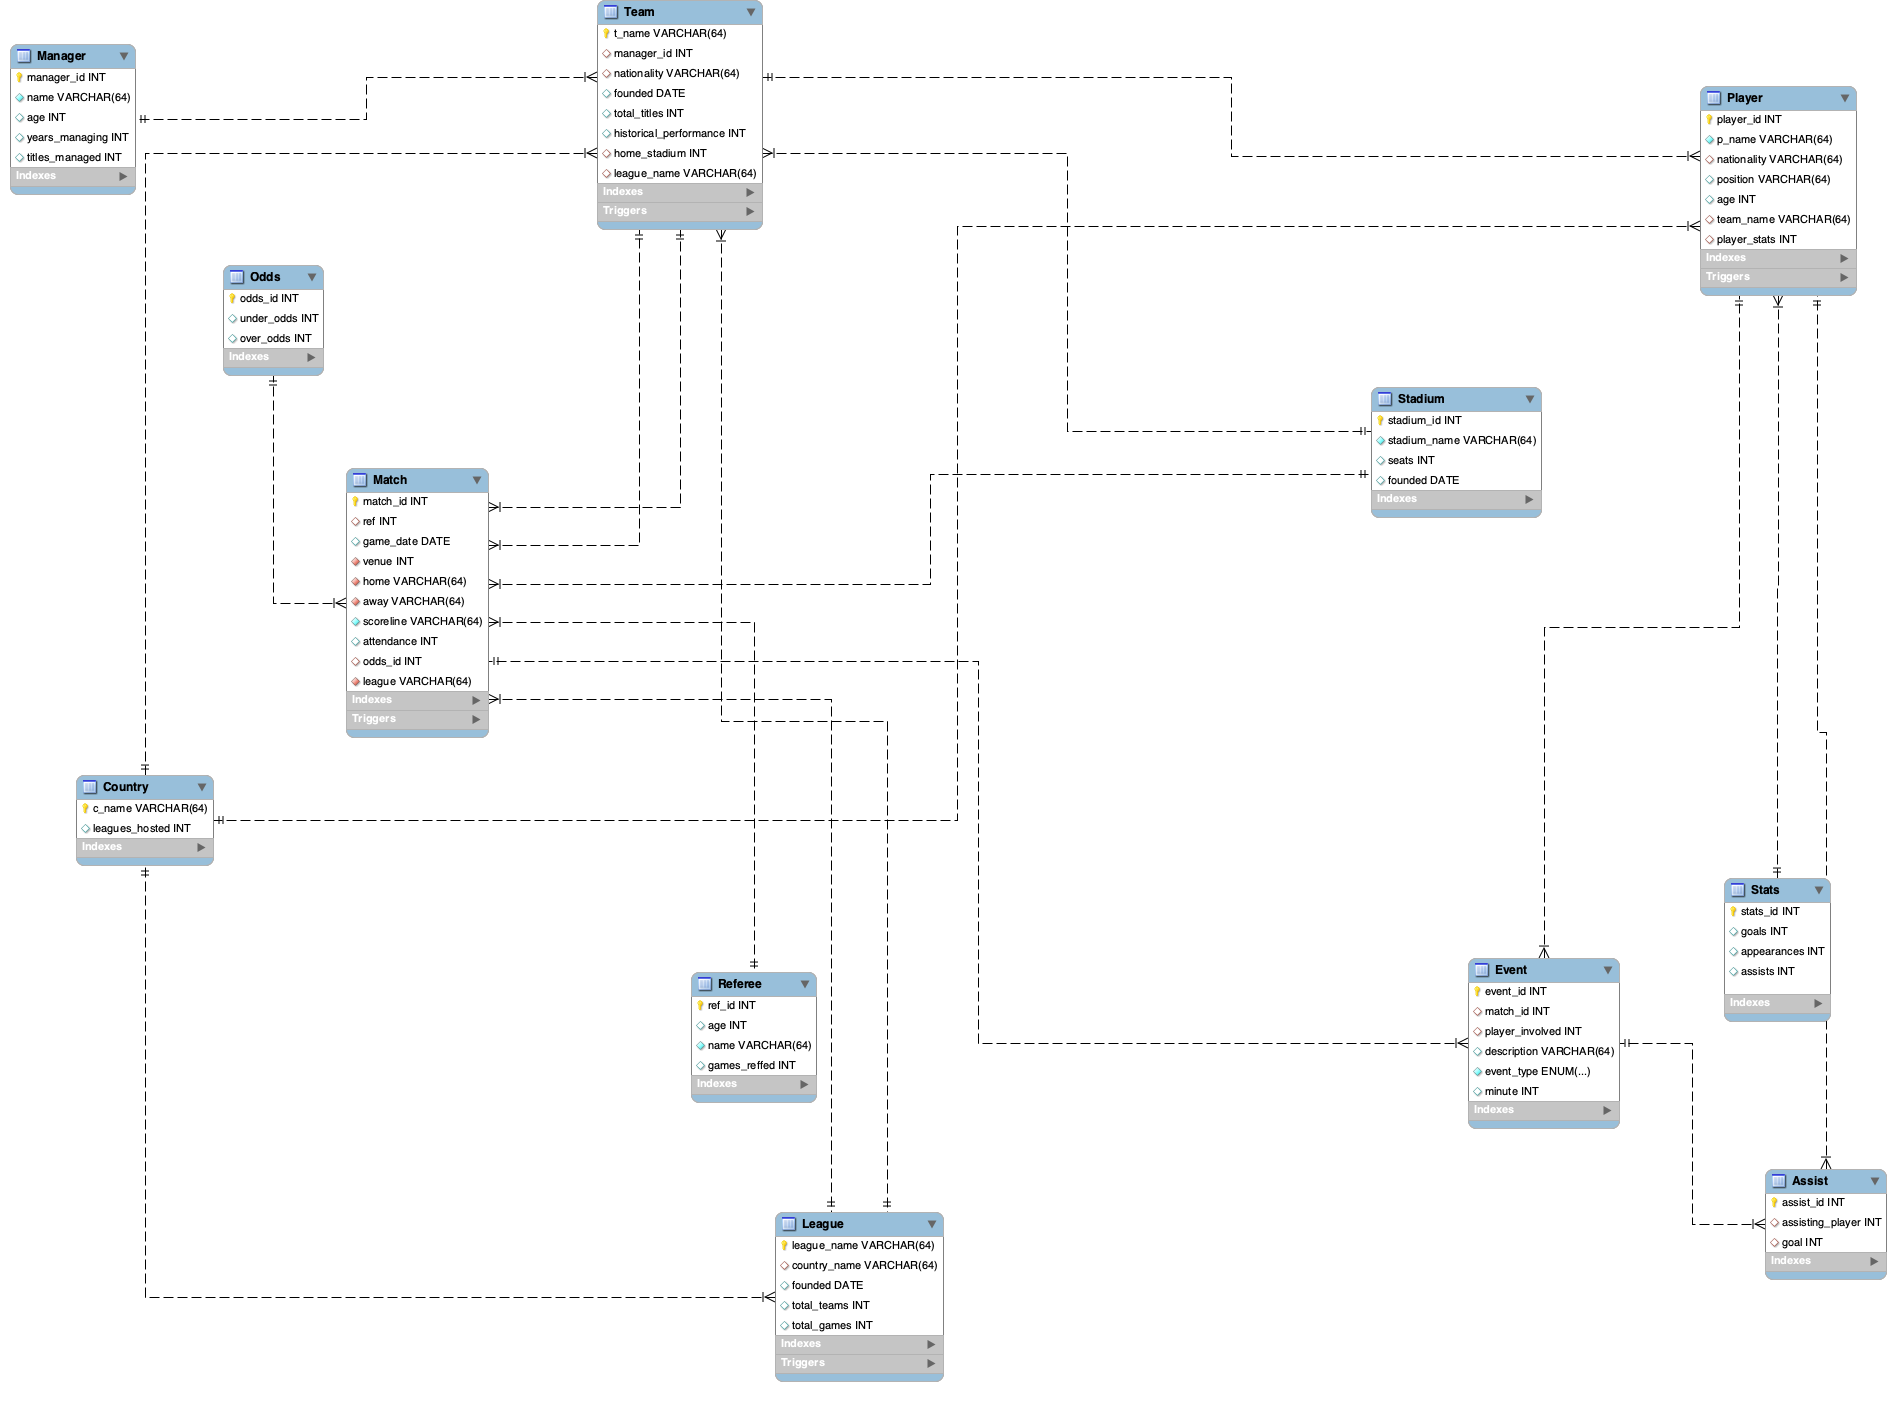 Team
t_name VARCHAR(64)
manager_id INT
nationality VARCHAR(64)
founded DATE
total_titles INT
historical_performance INT
home_stadium INT
league_name VARCHAR(64)
Indexes
Triggers
Manager
manager_id INT
name VARCHAR(64)
age INT
years_managing INT
titles_managed INT
Indexes
Player
player_id INT
p_name VARCHAR(64)
nationality VARCHAR(64)
position VARCHAR(64)
age INT
team_name VARCHAR(64)
player_stats INT
Indexes
Triggers
Odds
odds_id INT
under_odds INT
over_odds INT
Indexes
Stadium
stadium_id INT
stadium_name VARCHAR(64)
seats INT
founded DATE
Indexes
Match
match_id INT
ref INT
game_date DATE
venue INT
home VARCHAR(64)
away VARCHAR(64)
scoreline VARCHAR(64)
attendance INT
odds_id INT
league VARCHAR(64)
Indexes
Triggers
Country
c_name VARCHAR(64)
leagues_hosted INT
Indexes
Stats
stats_id INT
goals INT
appearances INT
assists INT
Indexes
Referee
ref_id INT
age INT
name VARCHAR(64)
games_reffed INT
Indexes
Event
event_id INT
match_id INT
player_involved INT
description VARCHAR(64)
event_type ENUM(...)
minute INT
Indexes
Assist
assist_id INT
assisting_player INT
goal INT
Indexes
League
league_name VARCHAR(64)
country_name VARCHAR(64)
founded DATE
total_teams INT
total_games INT
Indexes
Triggers